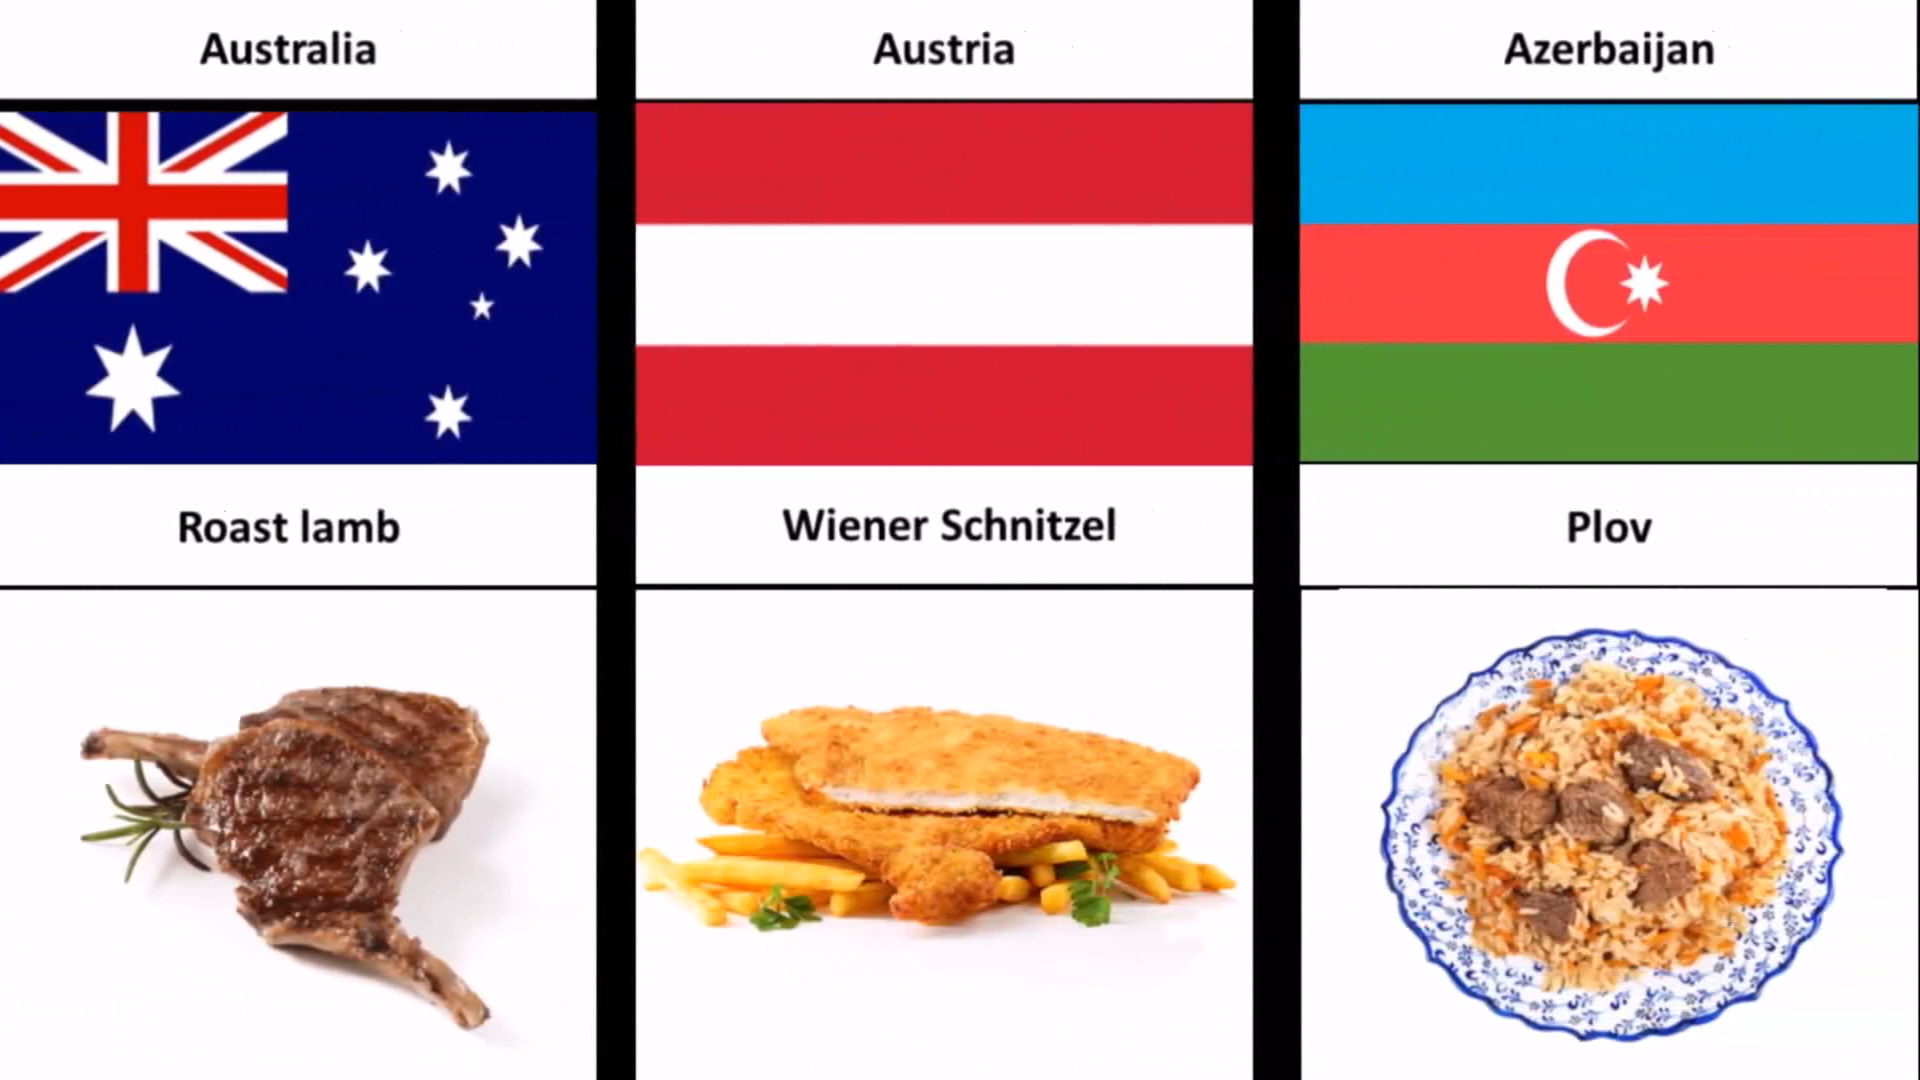 Australia
Austria
Azerbaijan
Roast lamb
Wiener Schnitzel
Plov